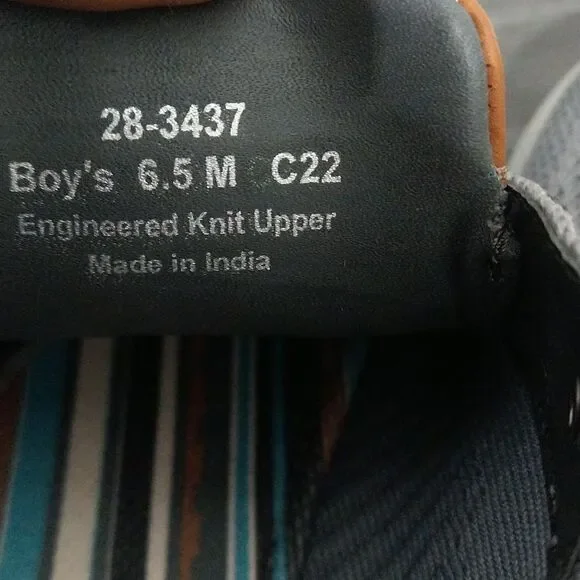 28-3437
Boy's 6.5 M C22
Engineered Knit Upper
Made in India